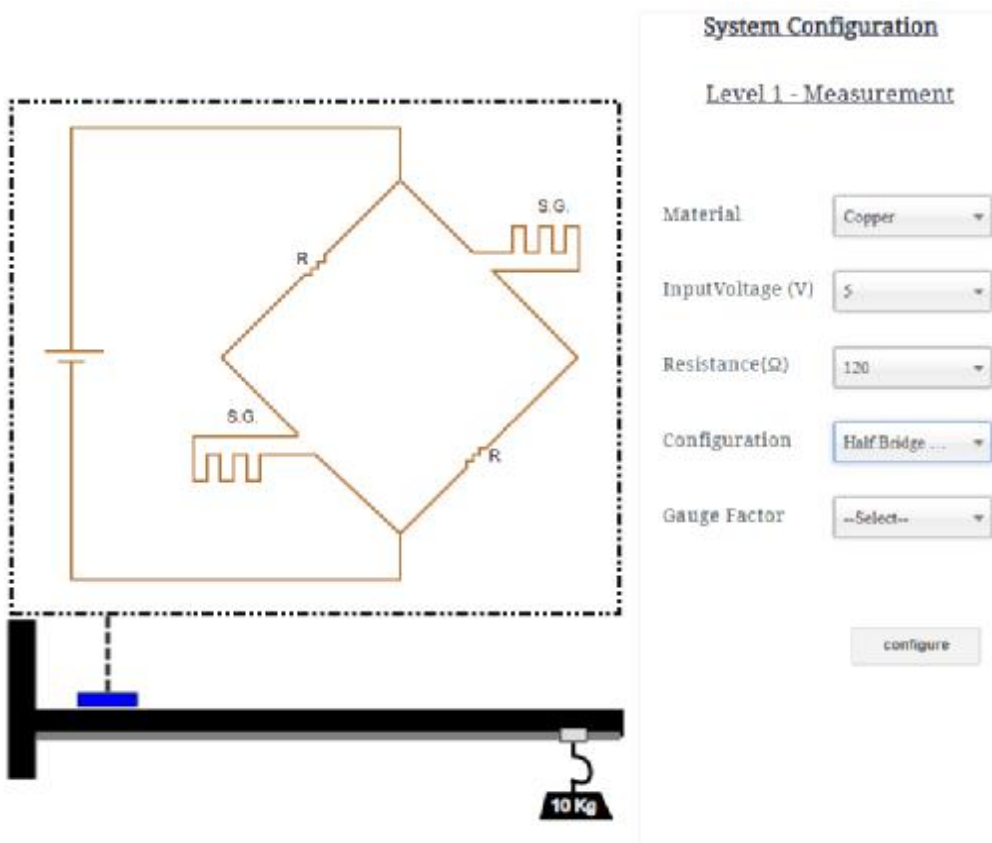 System Configuration
Level 1 - Measurement
S.G.
R
S.G.
R
Material Copper
InputVoltage (V) 5
Resistance(Ω) 120
Configuration Half Bridge ...
Gauge Factor --Select--
configure
10 Kg